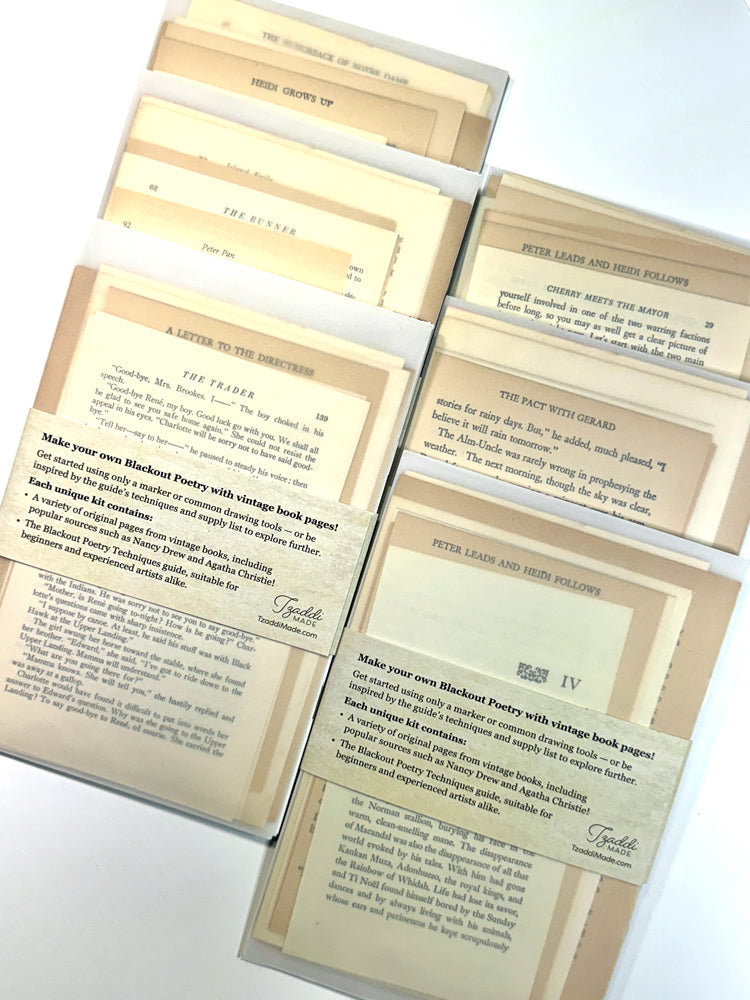 THE HUNCHBACK OF NOTRE DAME
HEIDI GROWS UP
62
THE RUNNER
92
Peter Pan
own
ed to
de-
A LETTER TO THE DIRECTRESS
THE TRADER 139
"Good-bye, Mrs. Brookes. I——" The boy choked in his
speech.
"Good-bye René, my boy. Good luck go with you. We shall all
be glad to see you safe home again." She could not resist the
appeal in his eyes. "Charlotte will be sorry not to have said good-
bye."
"Tell her—say to her——" he paused to steady his voice; then
Make your own Blackout Poetry with vintage book pages!
Get started using only a marker or common drawing tools — or be
inspired by the guide's techniques and supply list to explore further.
Each unique kit contains:
• A variety of original pages from vintage books, including
popular sources such as Nancy Drew and Agatha Christie!
• The Blackout Poetry Techniques guide, suitable for
beginners and experienced artists alike.
Tzaddi
MADE
TzaddiMade.com
with the Indians. He was sorry not to see you to say good-bye."
"Mother, is René going to-night? How is he going?" Char-
lotte's questions came with sharp insistence.
"I suppose by canoe. At least, he said his stuff was with Black
Hawk at the Upper Landing."
The girl swung her horse toward the stable, where she found
her brother. "Edward," she said, "I've got to ride down to the
Upper Landing. Mamma will understand."
"What are you going there for?"
"Mamma knows. She will tell you," she hastily replied and
was away at a gallop.
Charlotte would have found it difficult to put into words her
answer to Edward's question. Why was she going to the Upper
Landing? To say good-bye to René, of course. She carried the
PETER LEADS AND HEIDI FOLLOWS
CHERRY MEETS THE MAYOR 29
yourself involved in one of the two warring factions
before long, so you may as well get a clear picture of
Let's start with the two main
THE PACT WITH GERARD
stories for rainy days. But," he added, much pleased, "I
believe it will rain tomorrow."
The Alm-Uncle was rarely wrong in prophesying the
weather. The next morning, though the sky was clear,
PETER LEADS AND HEIDI FOLLOWS
IV
Make your own Blackout Poetry with vintage book pages!
Get started using only a marker or common drawing tools — or be
inspired by the guide's techniques and supply list to explore further.
Each unique kit contains:
• A variety of original pages from vintage books, including
popular sources such as Nancy Drew and Agatha Christie!
• The Blackout Poetry Techniques guide, suitable for
beginners and experienced artists alike.
Tzaddi
MADE
TzaddiMade.com
the Norman stallion, burying his face in the
warm, clean-smelling mane. The disappearance
of Macandal was also the disappearance of all that
world evoked by his tales. With him had gone
Kankan Muza, Adonhueso, the royal kings, and
the Rainbow of Whidah. Life had lost its savor,
and Ti Noël found himself bored by the Sunday
dances and by always living with his animals,
whose ears and perineums he kept scrupulously